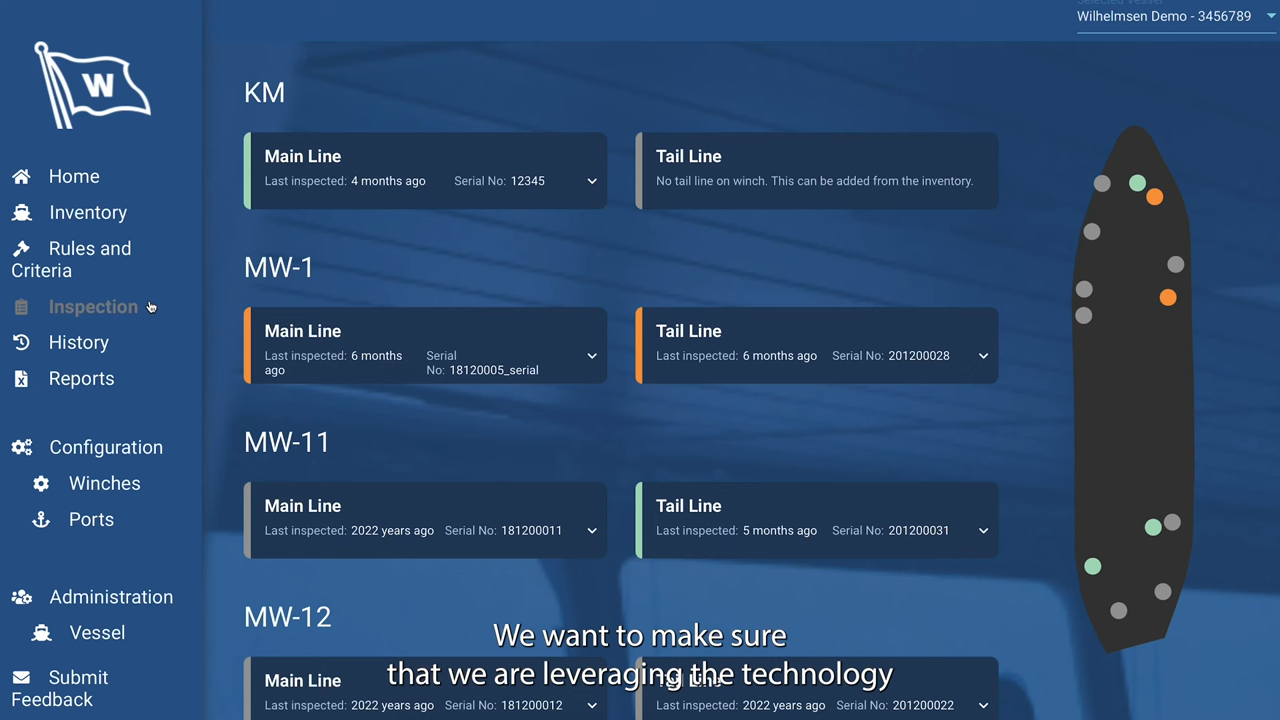 Wilhelmsen Demo - 3456789
W
Home
Inventory
Rules and
Criteria
Inspection
History
Reports
Configuration
Winches
Ports
Administration
Vessel
Submit
Feedback
KM
Main Line
Last inspected: 4 months ago Serial No: 12345
Tail Line
No tail line on winch. This can be added from the inventory.
MW-1
Main Line
Last inspected: 6 months Serial
ago No: 18120005_serial
Tail Line
Last inspected: 6 months ago Serial No: 201200028
MW-11
Main Line
Last inspected: 2022 years ago Serial No: 181200011
Tail Line
Last inspected: 5 months ago Serial No: 201200031
MW-12
Main Line
Last inspected: 2022 years ago Serial No: 181200012
Tail Line
Last inspected: 2022 years ago Serial No: 201200022
We want to make sure
that we are leveraging the technology